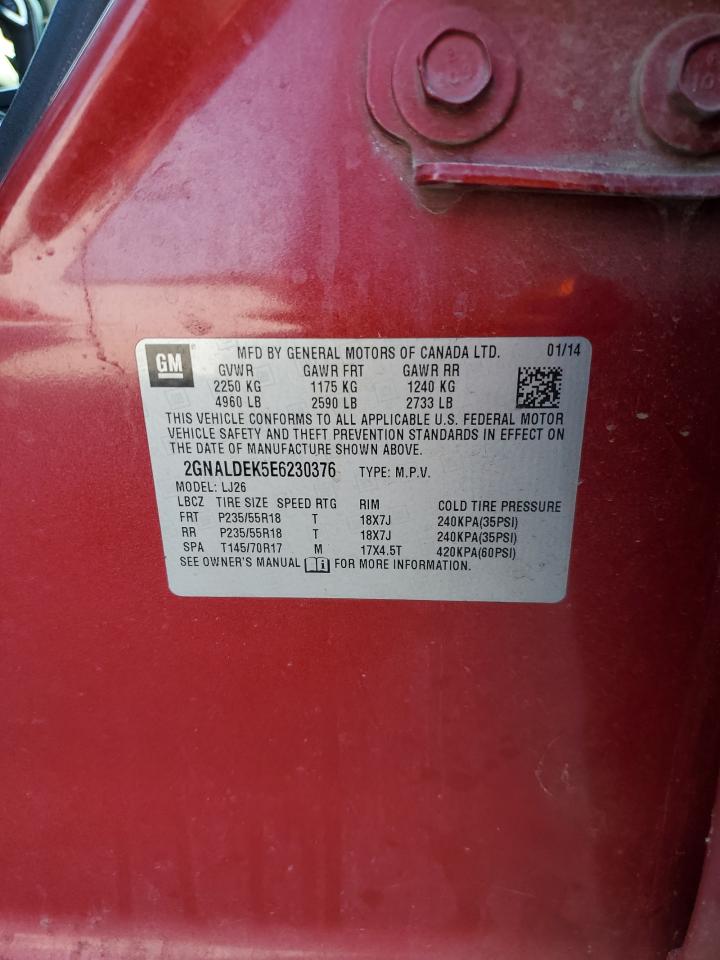 GM
MFD BY GENERAL MOTORS OF CANADA LTD. 01/14
GVWR GAWR FRT GAWR RR
2250 KG 1175 KG 1240 KG
4960 LB 2590 LB 2733 LB
THIS VEHICLE CONFORMS TO ALL APPLICABLE U.S. FEDERAL MOTOR
VEHICLE SAFETY AND THEFT PREVENTION STANDARDS IN EFFECT ON
THE DATE OF MANUFACTURE SHOWN ABOVE.
2GNALDEK5E6230376 TYPE: M.P.V.
MODEL: LJ26
LBCZ TIRE SIZE SPEED RTG RIM COLD TIRE PRESSURE
FRT P235/55R18 T 18X7J 240KPA(35PSI)
RR P235/55R18 T 18X7J 240KPA(35PSI)
SPA T145/70R17 M 17X4.5T 420KPA(60PSI)
SEE OWNER'S MANUAL FOR MORE INFORMATION.